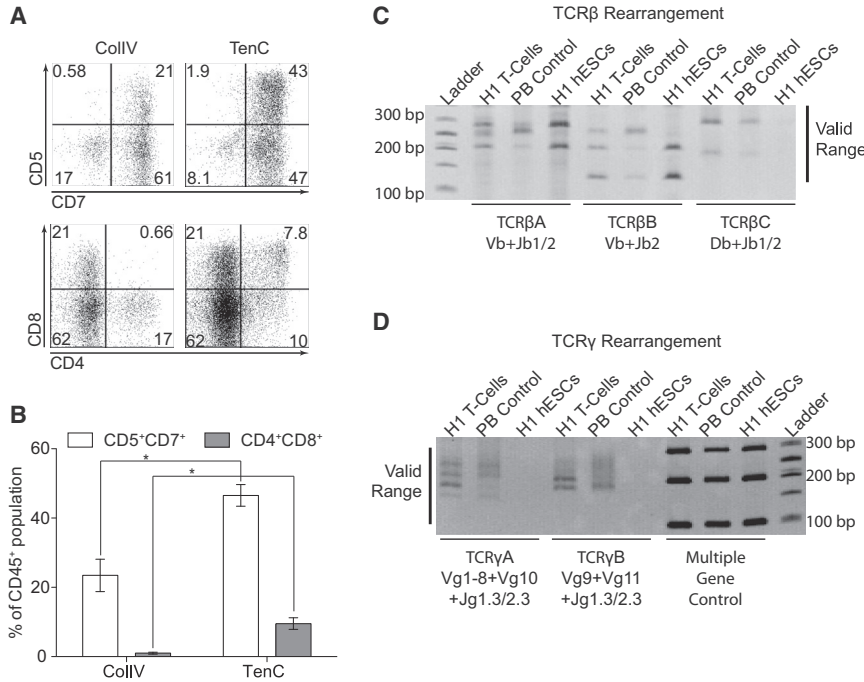 A
CollV
TenC
0.58
21
1.9
43
CD5
17
61
8.1
47
CD7
21
0.66
21
7.8
CD8
62
17
62
10
CD4
B
CD5⁺CD7⁺
CD4⁺CD8⁺
% of CD45⁺ population
60
40
20
0
*
*
CollV
TenC
C
TCRβ Rearrangement
Ladder
H1 T-Cells
PB Control
H1 hESCs
H1 T-Cells
PB Control
H1 hESCs
H1 T-Cells
PB Control
H1 hESCs
300 bp
200 bp
100 bp
Valid
Range
TCRβA
Vb+Jb1/2
TCRβB
Vb+Jb2
TCRβC
Db+Jb1/2
D
TCRγ Rearrangement
H1 T-Cells
PB Control
H1 hESCs
H1 T-Cells
PB Control
H1 hESCs
H1 T-Cells
PB Control
H1 hESCs
Ladder
Valid
Range
300 bp
200 bp
100 bp
TCRγA
Vg1-8+Vg10
+Jg1.3/2.3
TCRγB
Vg9+Vg11
+Jg1.3/2.3
Multiple
Gene
Control